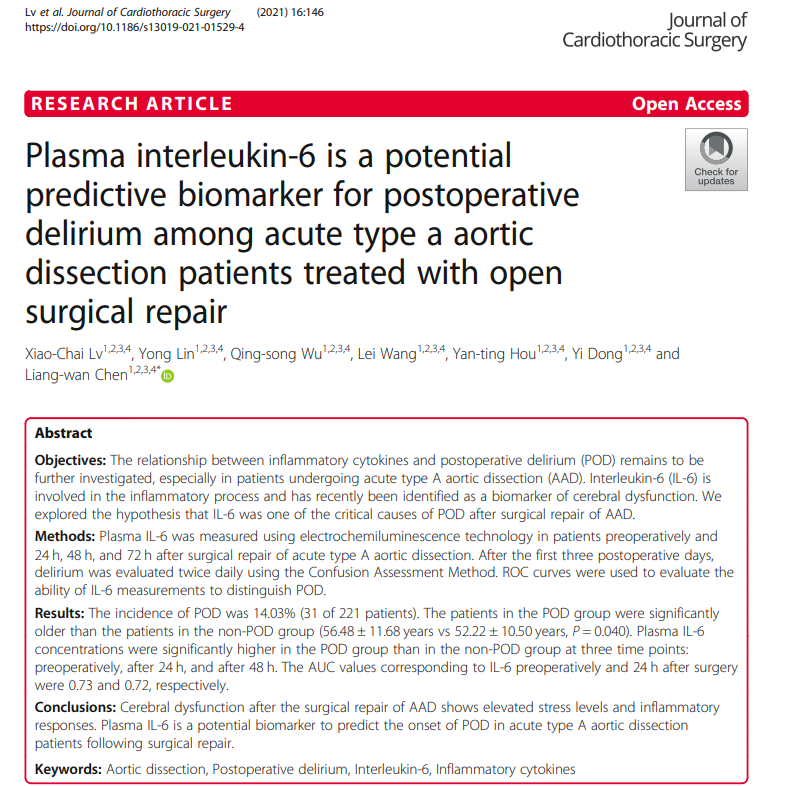 Lv et al. Journal of Cardiothoracic Surgery (2021) 16:146
https://doi.org/10.1186/s13019-021-01529-4
Journal of
Cardiothoracic Surgery
RESEARCH ARTICLE
Open Access
Plasma interleukin-6 is a potential
predictive biomarker for postoperative
delirium among acute type a aortic
dissection patients treated with open
surgical repair
Check for
updates
Xiao-Chai Lv1,2,3,4, Yong Lin1,2,3,4, Qing-song Wu1,2,3,4, Lei Wang1,2,3,4, Yan-ting Hou1,2,3,4, Yi Dong1,2,3,4 and
Liang-wan Chen1,2,3,4* iD
Abstract
Objectives: The relationship between inflammatory cytokines and postoperative delirium (POD) remains to be
further investigated, especially in patients undergoing acute type A aortic dissection (AAD). Interleukin-6 (IL-6) is
involved in the inflammatory process and has recently been identified as a biomarker of cerebral dysfunction. We
explored the hypothesis that IL-6 was one of the critical causes of POD after surgical repair of AAD.
Methods: Plasma IL-6 was measured using electrochemiluminescence technology in patients preoperatively and
24 h, 48 h, and 72 h after surgical repair of acute type A aortic dissection. After the first three postoperative days,
delirium was evaluated twice daily using the Confusion Assessment Method. ROC curves were used to evaluate the
ability of IL-6 measurements to distinguish POD.
Results: The incidence of POD was 14.03% (31 of 221 patients). The patients in the POD group were significantly
older than the patients in the non-POD group (56.48 ± 11.68 years vs 52.22 ± 10.50 years, P = 0.040). Plasma IL-6
concentrations were significantly higher in the POD group than in the non-POD group at three time points:
preoperatively, after 24 h, and after 48 h. The AUC values corresponding to IL-6 preoperatively and 24 h after surgery
were 0.73 and 0.72, respectively.
Conclusions: Cerebral dysfunction after the surgical repair of AAD shows elevated stress levels and inflammatory
responses. Plasma IL-6 is a potential biomarker to predict the onset of POD in acute type A aortic dissection
patients following surgical repair.
Keywords: Aortic dissection, Postoperative delirium, Interleukin-6, Inflammatory cytokines